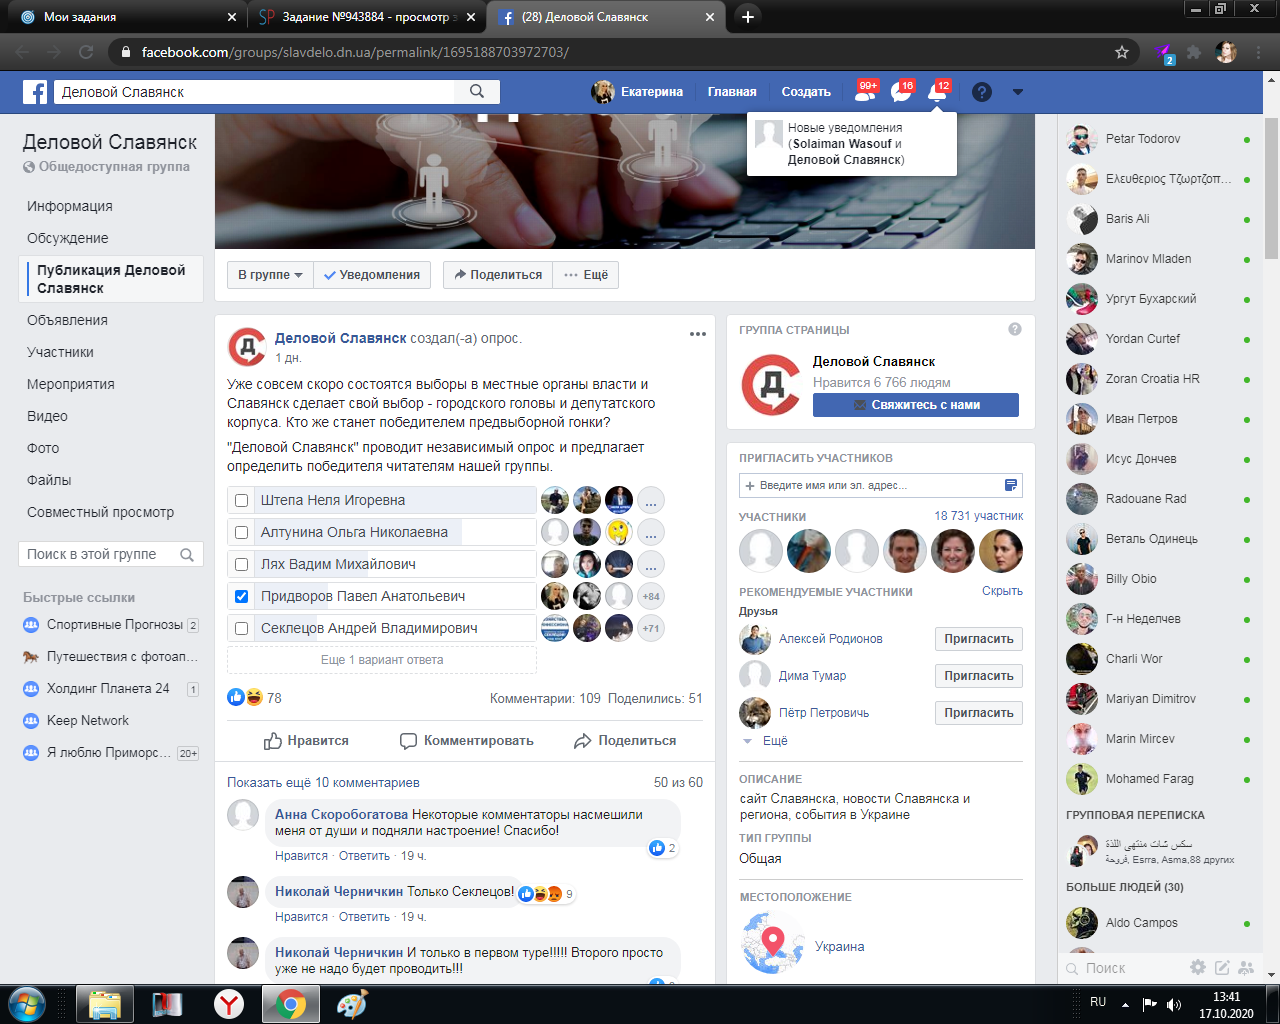 Мои задания
Задание №943884 - просмотр з
(28) Деловой Славянск
facebook.com/groups/slavdelo.dn.ua/permalink/1695188703972703/
2
Деловой Славянск
Екатерина
Главная
Создать
99+
16
12
Новые уведомления
(Solaiman Wasouf и
Деловой Славянск)
Деловой Славянск
Общедоступная группа
Информация
Обсуждение
Публикация Деловой
Славянск
Объявления
Участники
Мероприятия
Видео
Фото
Файлы
Совместный просмотр
Поиск в этой группе
Быстрые ссылки
Спортивные Прогнозы 2
Путешествия с фотоап...
Холдинг Планета 24 1
Keep Network
Я люблю Приморс... 20+
В группе
Уведомления
Поделиться
Ещё
Деловой Славянск создал(-а) опрос.
1 дн.
Уже совсем скоро состоятся выборы в местные органы власти и
Славянск сделает свой выбор - городского головы и депутатского
корпуса. Кто же станет победителем предвыборной гонки?
"Деловой Славянск" проводит независимый опрос и предлагает
определить победителя читателям нашей группы.
Штепа Неля Игоревна
...
Алтунина Ольга Николаевна
...
Лях Вадим Михайлович
...
Придворов Павел Анатольевич
+84
Секлецов Андрей Владимирович
+71
Еще 1 вариант ответа
78
Комментарии: 109 Поделились: 51
Нравится
Комментировать
Поделиться
Показать ещё 10 комментариев
50 из 60
Анна Скоробогатова Некоторые комментаторы насмешили
меня от души и подняли настроение! Спасибо!
2
Нравится · Ответить · 19 ч.
Николай Черничкин Только Секлецов!
9
Нравится · Ответить · 19 ч.
Николай Черничкин И только в первом туре!!!!! Второго просто
уже не надо будет проводить!!!
ГРУППА СТРАНИЦЫ
Деловой Славянск
Нравится 6 766 людям
Свяжитесь с нами
ПРИГЛАСИТЬ УЧАСТНИКОВ
+ Введите имя или эл. адрес...
УЧАСТНИКИ
18 731 участник
РЕКОМЕНДУЕМЫЕ УЧАСТНИКИ
Скрыть
Друзья
Алексей Родионов
Пригласить
Дима Тумар
Пригласить
Пётр Петровичь
Пригласить
Ещё
ОПИСАНИЕ
сайт Славянска, новости Славянска и
региона, события в Украине
ТИП ГРУППЫ
Общая
МЕСТОПОЛОЖЕНИЕ
Украина
Petar Todorov
Ελευθεριος Τζωρτζοπ...
Baris Ali
Marinov Mladen
Ургут Бухарский
Yordan Curtef
Zoran Croatia HR
Иван Петров
Исус Дончев
Radouane Rad
Веталь Одинець
Billy Obio
Г-н Неделчев
Charli Wor
Mariyan Dimitrov
Marin Mircev
Mohamed Farag
ГРУППОВАЯ ПЕРЕПИСКА
سكس شات منتهى اللذة
فروحة, Esrra, Asma,88 других
БОЛЬШЕ ЛЮДЕЙ (30)
Aldo Campos
Поиск
RU
13:41
17.10.2020